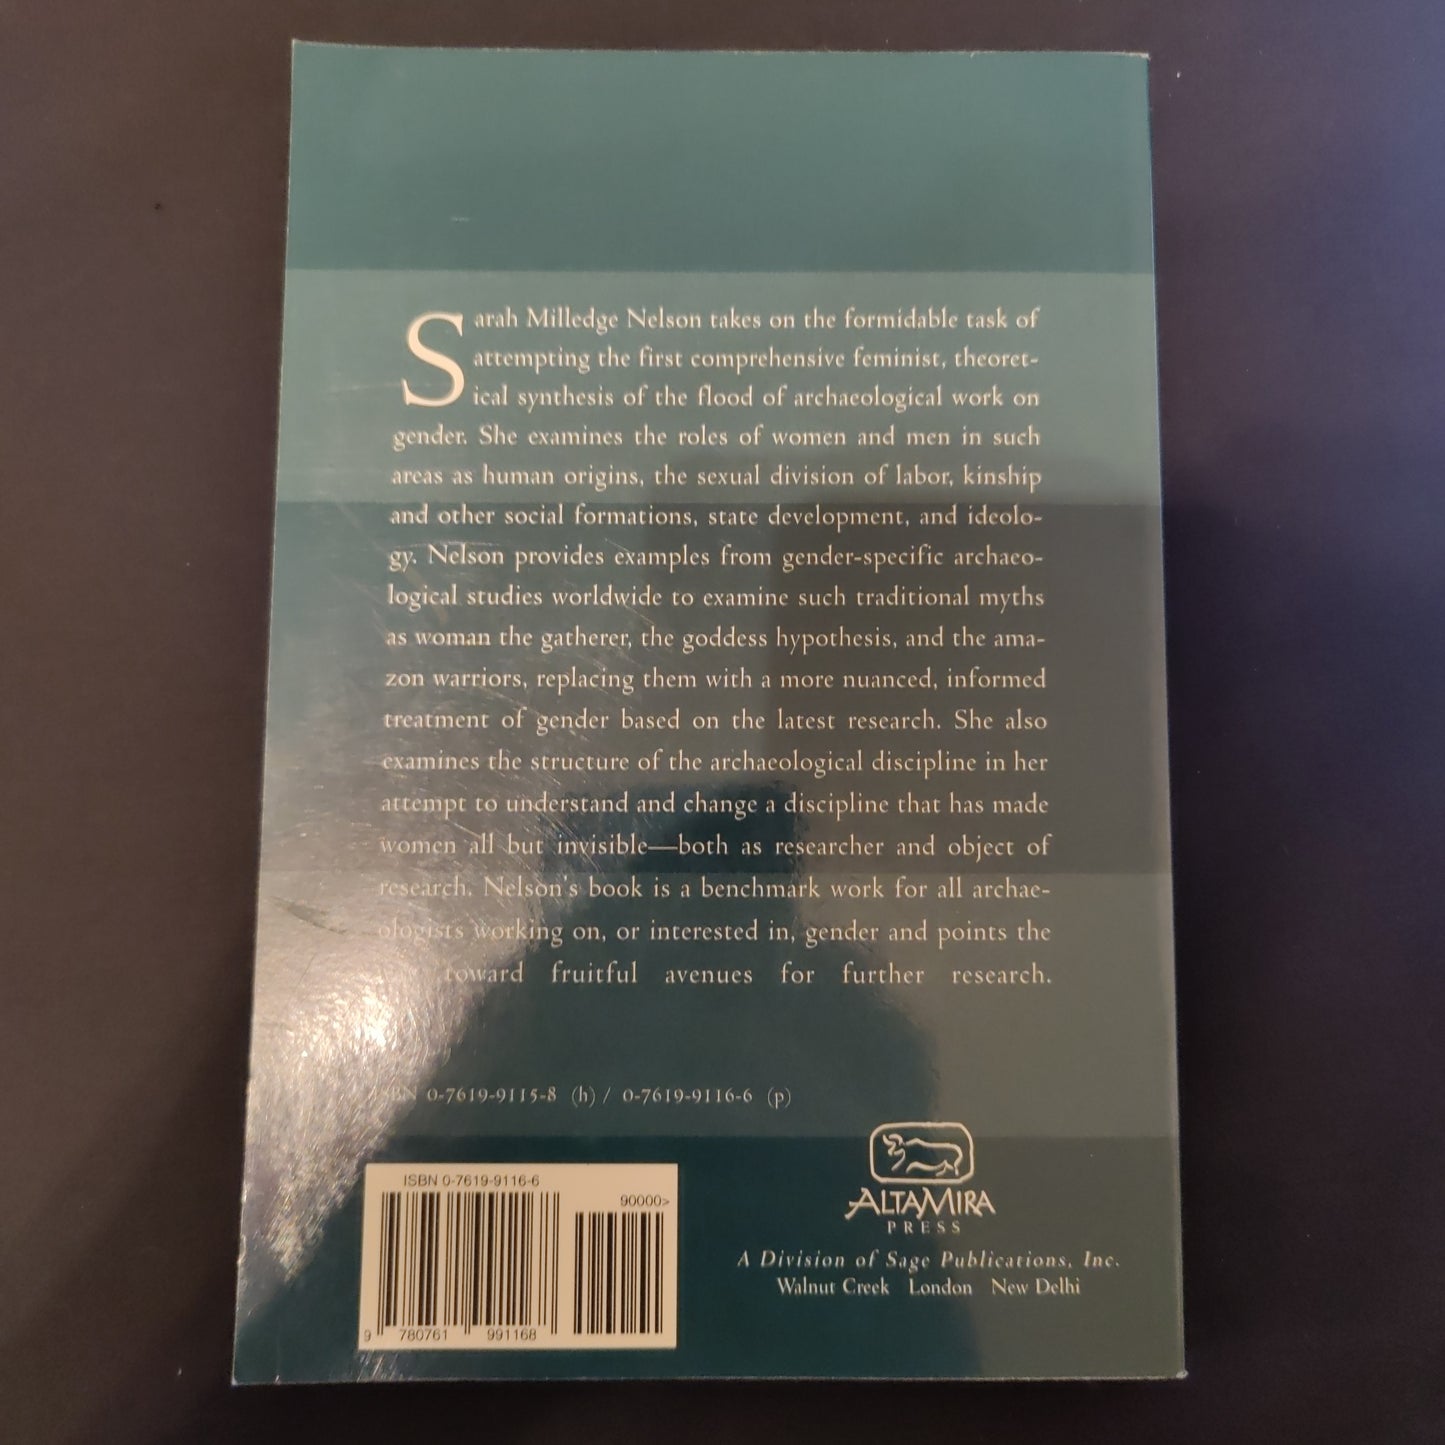 Sarah Milledge Nelson takes on the formidable task of
attempting the first comprehensive feminist, theoret-
ical synthesis of the flood of archaeological work on
gender. She examines the roles of women and men in such
areas as human origins, the sexual division of labor, kinship
and other social formations, state development, and ideolo-
gy. Nelson provides examples from gender-specific archaeo-
logical studies worldwide to examine such traditional myths
as woman the gatherer, the goddess hypothesis, and the ama-
zon warriors, replacing them with a more nuanced, informed
treatment of gender based on the latest research. She also
examines the structure of the archaeological discipline in her
attempt to understand and change a discipline that has made
women all but invisible—both as researcher and object of
research. Nelson's book is a benchmark work for all archae-
ologists working on, or interested in, gender and points the
toward fruitful avenues for further research.
ISBN 0-7619-9115-8 (h) / 0-7619-9116-6 (p)
ISBN 0-7619-9116-6
90000>
9 780761 991168
ALTAMIRA
PRESS
A Division of Sage Publications, Inc.
Walnut Creek London New Delhi